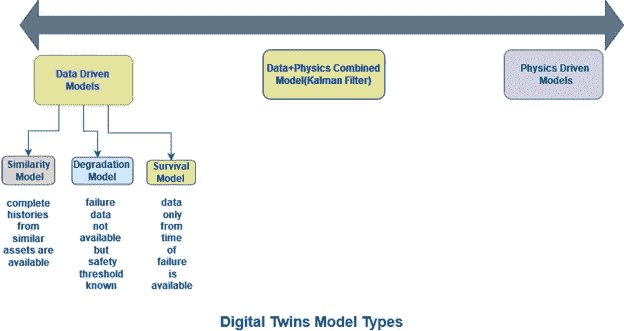 Data Driven
Models
Data+Physics Combined
Model(Kalman Filter)
Physics Driven
Models
Similarity
Model
Degradation
Model
Survival
Model
complete
histories
from
similar
assets are
available
failure
data
not
available
but
safety
threshold
known
data
only
from
time
of
failure
is
available
Digital Twins Model Types